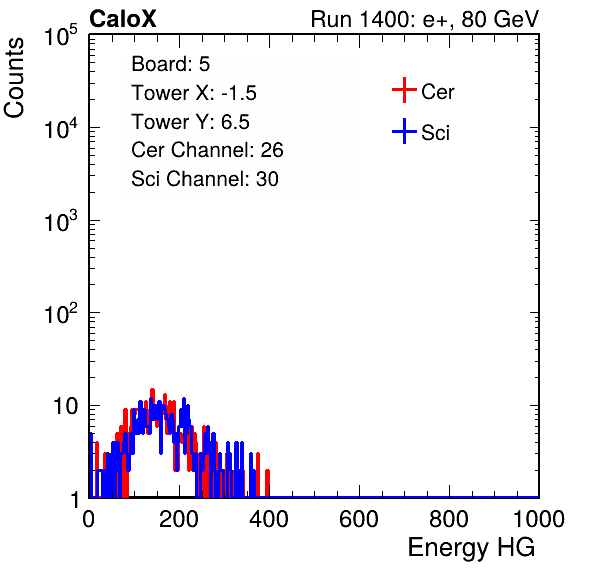 CaloX Run 1400: e+, 80 GeV
Counts
Board: 5
Tower X: -1.5
Tower Y: 6.5
Cer Channel: 26
Sci Channel: 30
Cer
Sci
10^5
10^4
10^3
10^2
10
1
0 200 400 600 800 1000
Energy HG